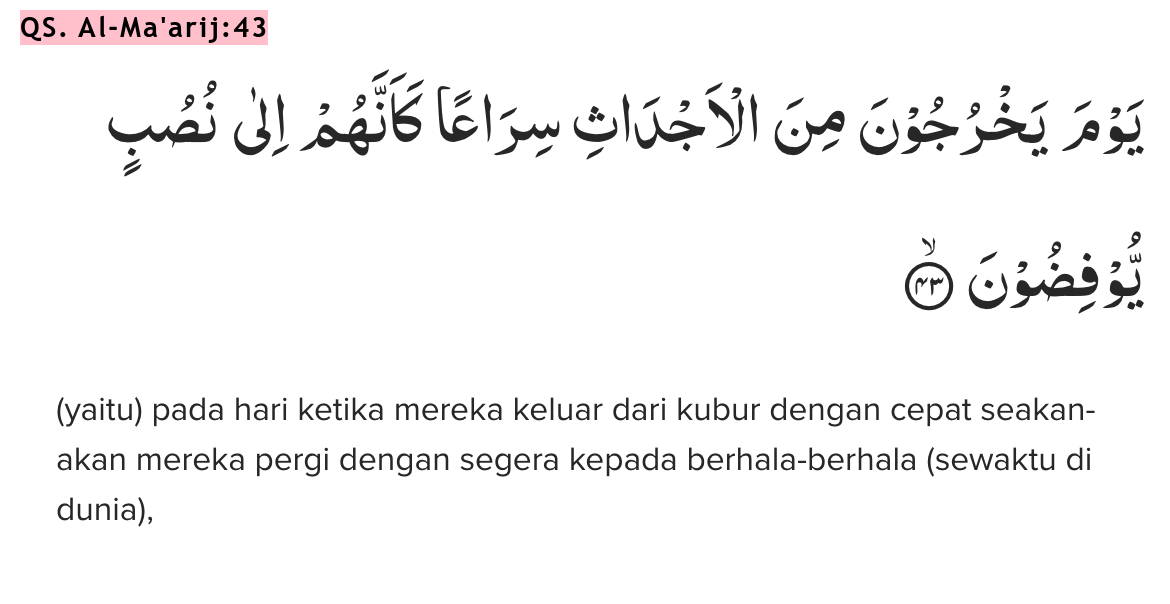 QS. Al-Ma'arij:43
يَوْمَ يَخْرُجُوْنَ مِنَ الْاَجْدَاثِ سِرَاعًا كَاَنَّهُمْ اِلٰى نُصُبٍ
يُّوْفِضُوْنَۙ ٤٣
(yaitu) pada hari ketika mereka keluar dari kubur dengan cepat seakan-
akan mereka pergi dengan segera kepada berhala-berhala (sewaktu di
dunia),